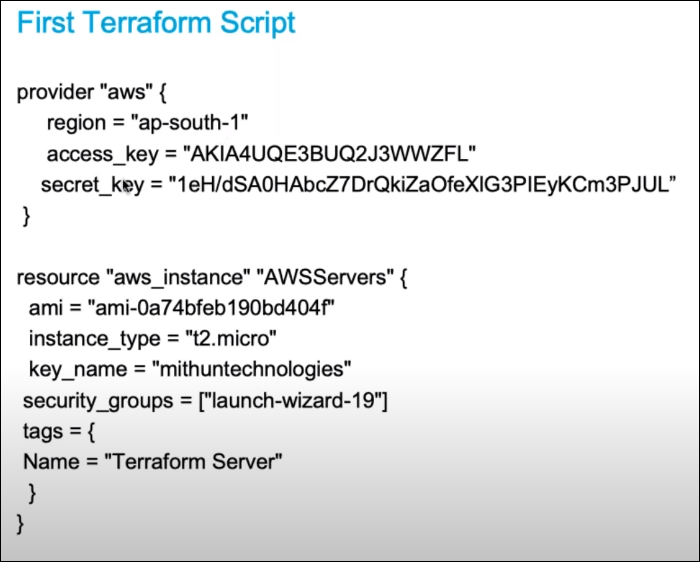 First Terraform Script
provider "aws" {
region = "ap-south-1"
access_key = "AKIA4UQE3BUQ2J3WWZFL"
secret_key = "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”
}
resource "aws_instance" "AWSServers" {
ami = "ami-0a74bfeb190bd404f"
instance_type = "t2.micro"
key_name = "mithuntechnologies"
security_groups = ["launch-wizard-19"]
tags = {
Name = "Terraform Server"
}
}